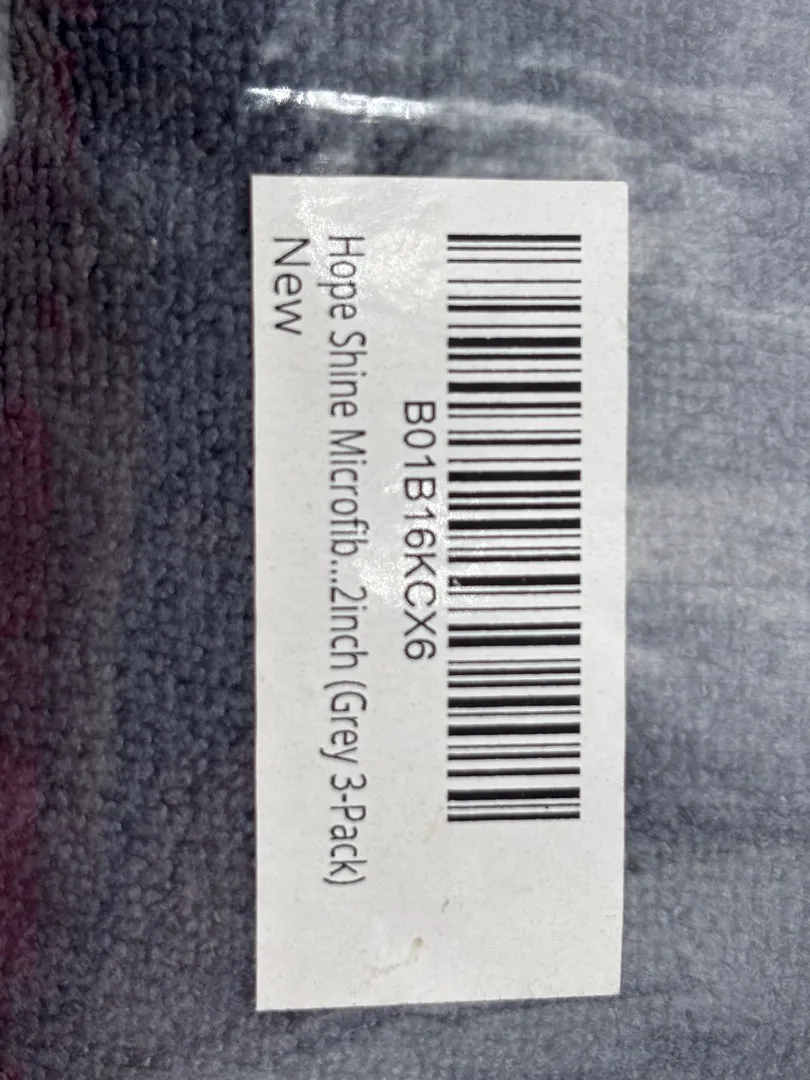 B01B16KCX6
Hope Shine Microfib...2inch (Grey 3-Pack)
New